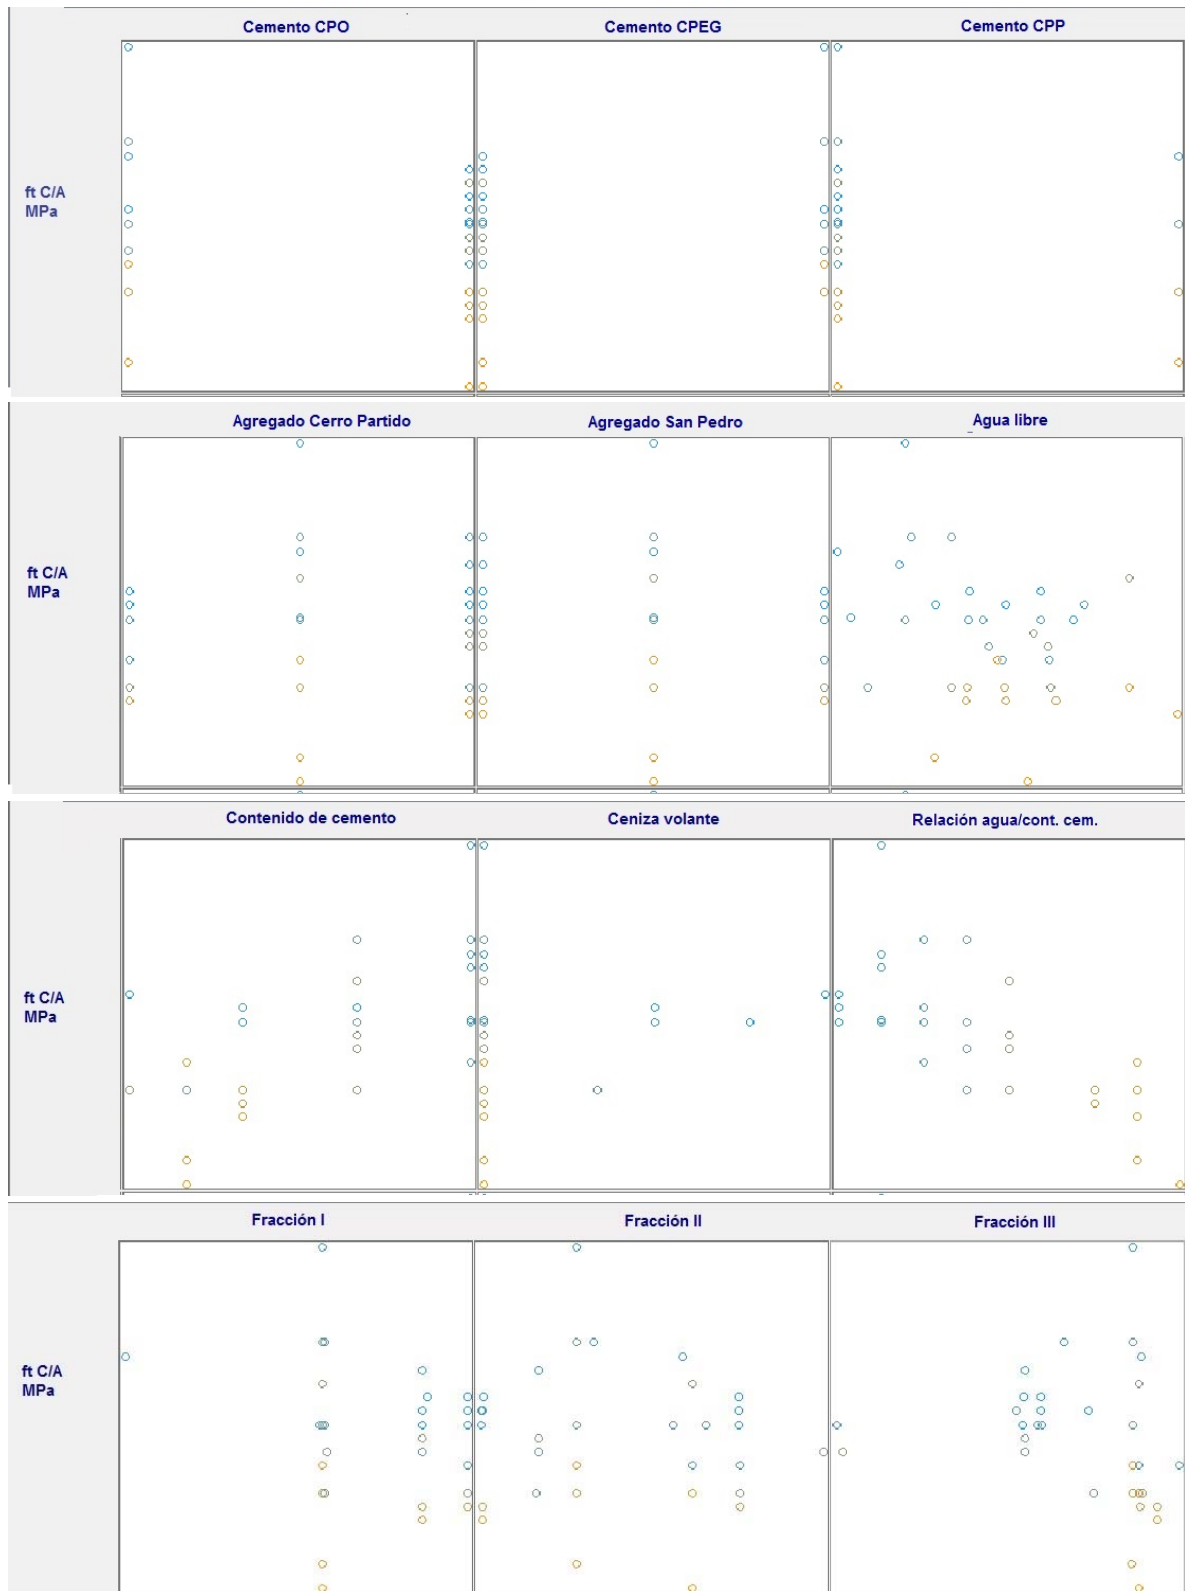 Cemento CPO
Cemento CPEG
Cemento CPP
ft C/A
MPa
Agregado Cerro Partido
Agregado San Pedro
Agua libre
ft C/A
MPa
Contenido de cemento
Ceniza volante
Relación agua/cont. cem.
ft C/A
MPa
Fracción I
Fracción II
Fracción III
ft C/A
MPa